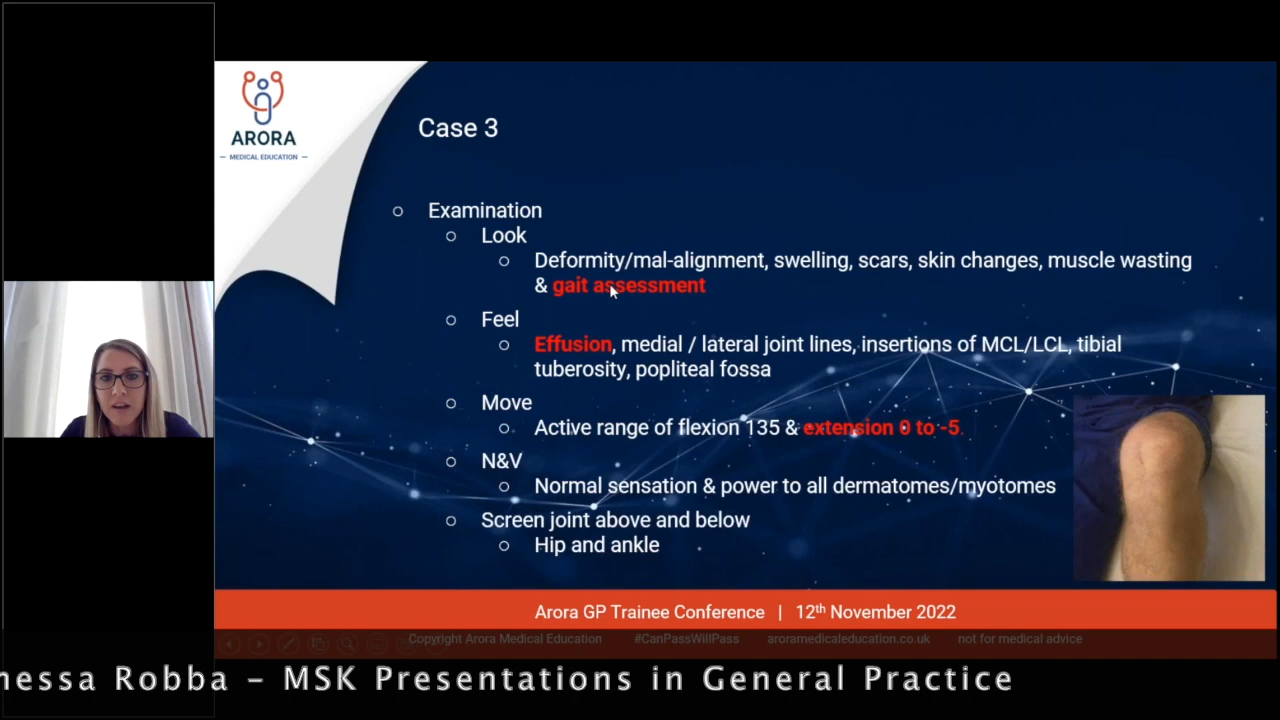 ARORA
MEDICAL EDUCATION
Case 3
Examination
Look
Deformity/mal-alignment, swelling, scars, skin changes, muscle wasting
& gait assessment
Feel
Effusion, medial / lateral joint lines, insertions of MCL/LCL, tibial
tuberosity, popliteal fossa
Move
Active range of flexion 135 & extension 0 to -5.
N&V
Normal sensation & power to all dermatomes/myotomes
Screen joint above and below
Hip and ankle
Arora GP Trainee Conference | 12th November 2022
Copyright Arora Medical Education #CanPassWillPass aroramedicaleducation.co.uk not for medical advice
nessa Robba – MSK Presentations in General Practice